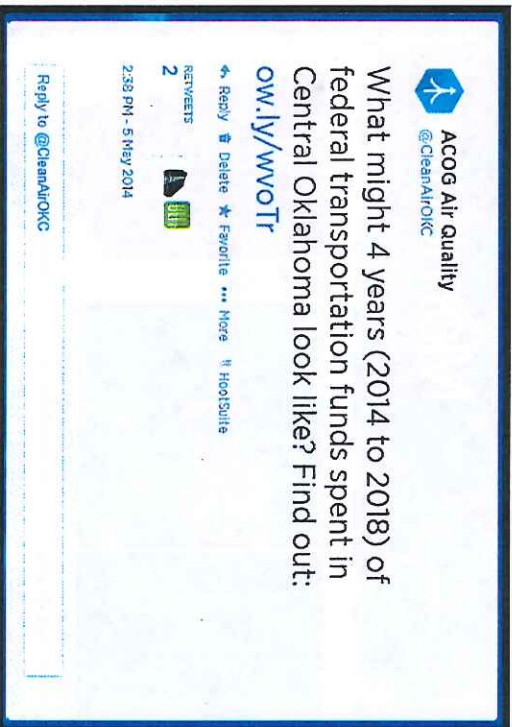 ACOG Air Quality
@CleanAirOKC
What might 4 years (2014 to 2018) of
federal transportation funds spent in
Central Oklahoma look like? Find out:
ow.ly/wvoTr
Reply Delete Favorite More HootSuite
RETWEETS
2
2:38 PM - 5 May 2014
Reply to @CleanAirOKC